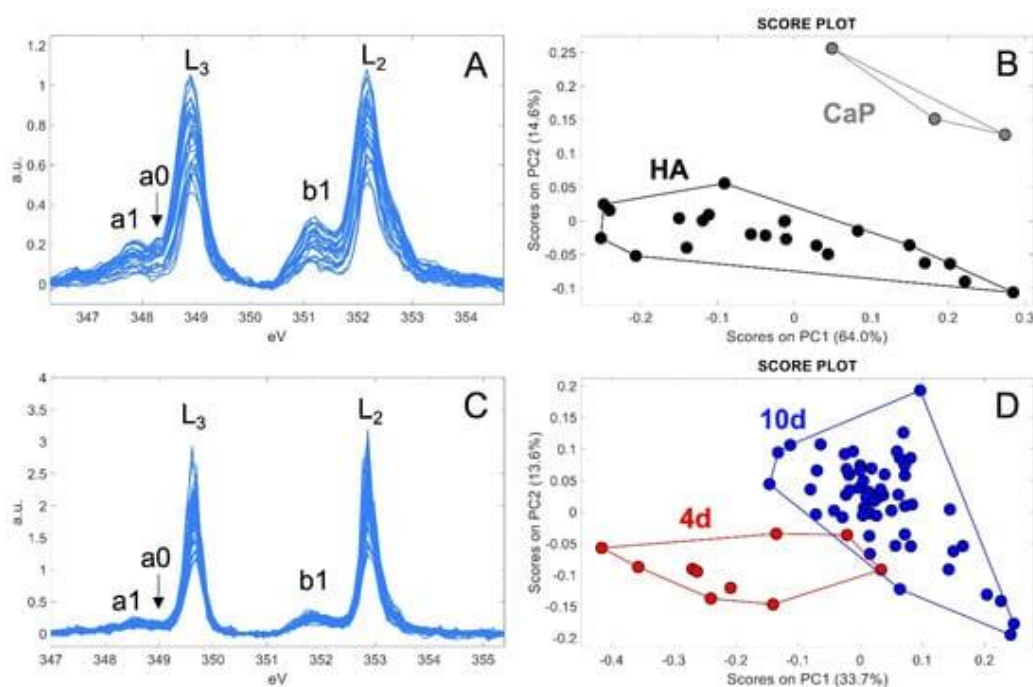 A
L3
L2
a0
a1
b1
a.u.
1.2
1
0.8
0.6
0.4
0.2
0
347 348 349 350 351 352 353 354
eV
SCORE PLOT
B
CaP
HA
Scores on PC2 (14.6%)
0.25
0.2
0.15
0.1
0.05
0
-0.05
-0.1
-0.2 -0.1 0 0.1 0.2 0.3
Scores on PC1 (64.0%)
C
L3
L2
a0
a1
b1
a.u.
4
3.5
3
2.5
2
1.5
1
0.5
0
347 348 349 350 351 352 353 354 355
eV
SCORE PLOT
D
10d
4d
Scores on PC2 (13.6%)
0.2
0.15
0.1
0.05
0
-0.05
-0.1
-0.15
-0.2
-0.4 -0.3 -0.2 -0.1 0 0.1 0.2
Scores on PC1 (33.7%)